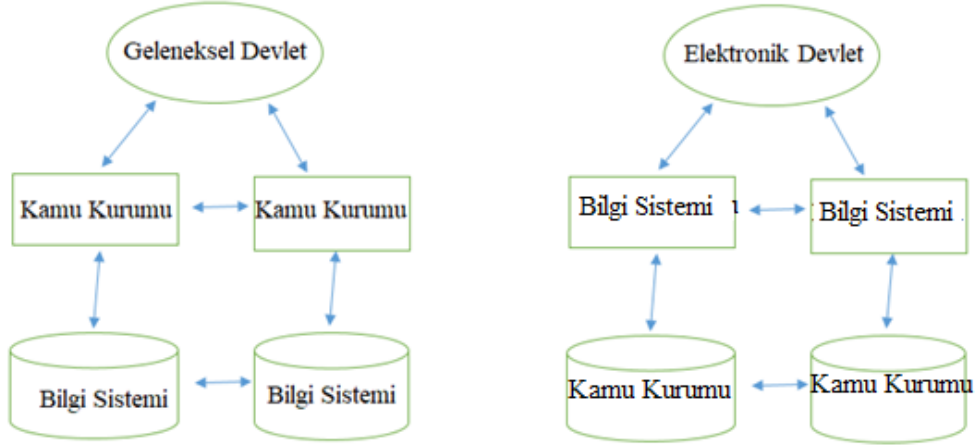 Geleneksel Devlet
Elektronik Devlet
Kamu Kurumu
Kamu Kurumu
Bilgi Sistemi
Bilgi Sistemi
Bilgi Sistemi
Bilgi Sistemi
Kamu Kurumu
Kamu Kurumu